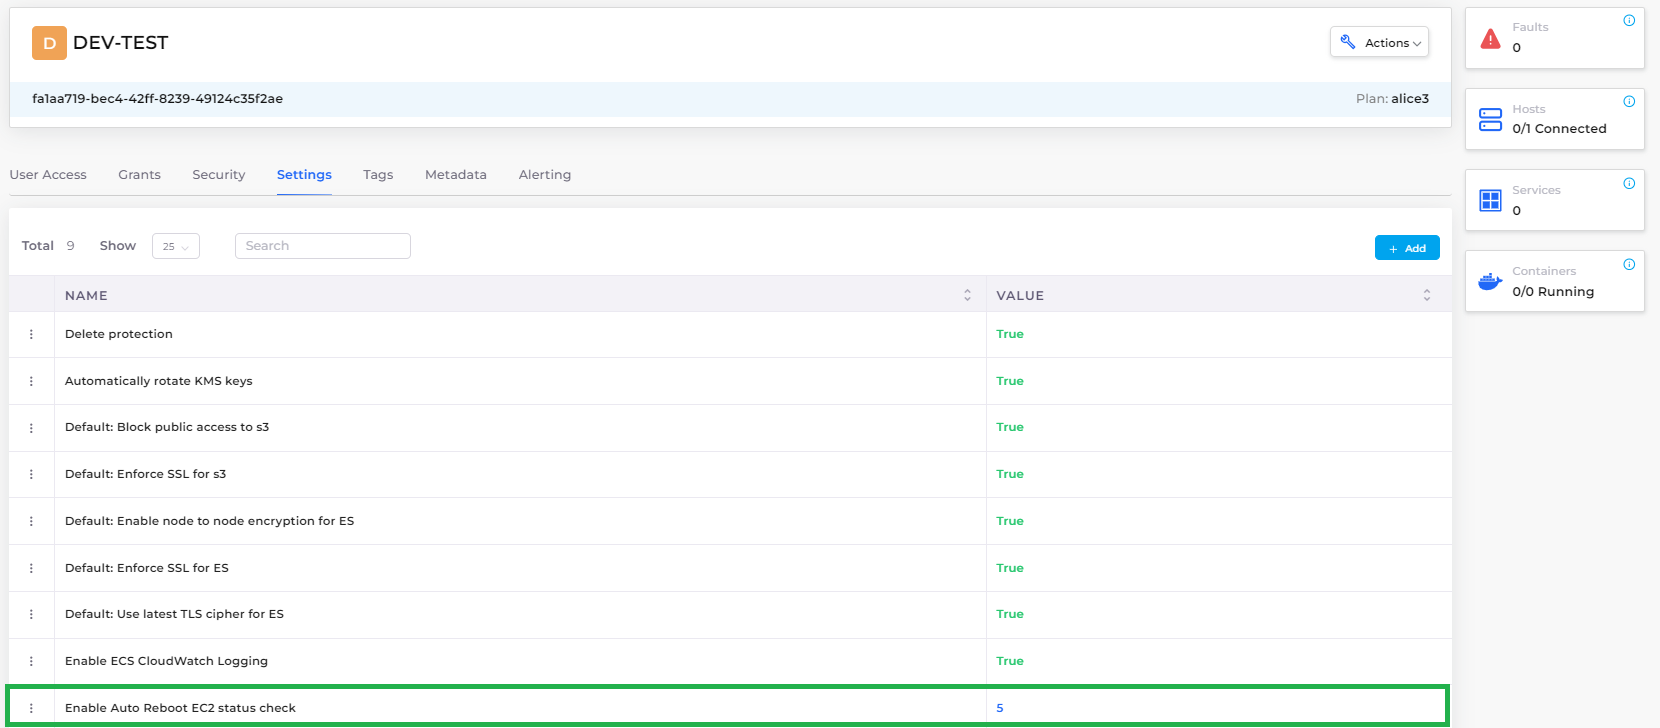 D DEV-TEST
Actions
fa1aa719-bec4-42ff-8239-49124c35f2ae
Plan: alice3
User Access Grants Security Settings Tags Metadata Alerting
Total 9 Show 25 Search
+ Add
NAME VALUE
Delete protection True
Automatically rotate KMS keys True
Default: Block public access to s3 True
Default: Enforce SSL for s3 True
Default: Enable node to node encryption for ES True
Default: Enforce SSL for ES True
Default: Use latest TLS cipher for ES True
Enable ECS CloudWatch Logging True
Enable Auto Reboot EC2 status check 5
Faults
0
Hosts
0/1 Connected
Services
0
Containers
0/0 Running